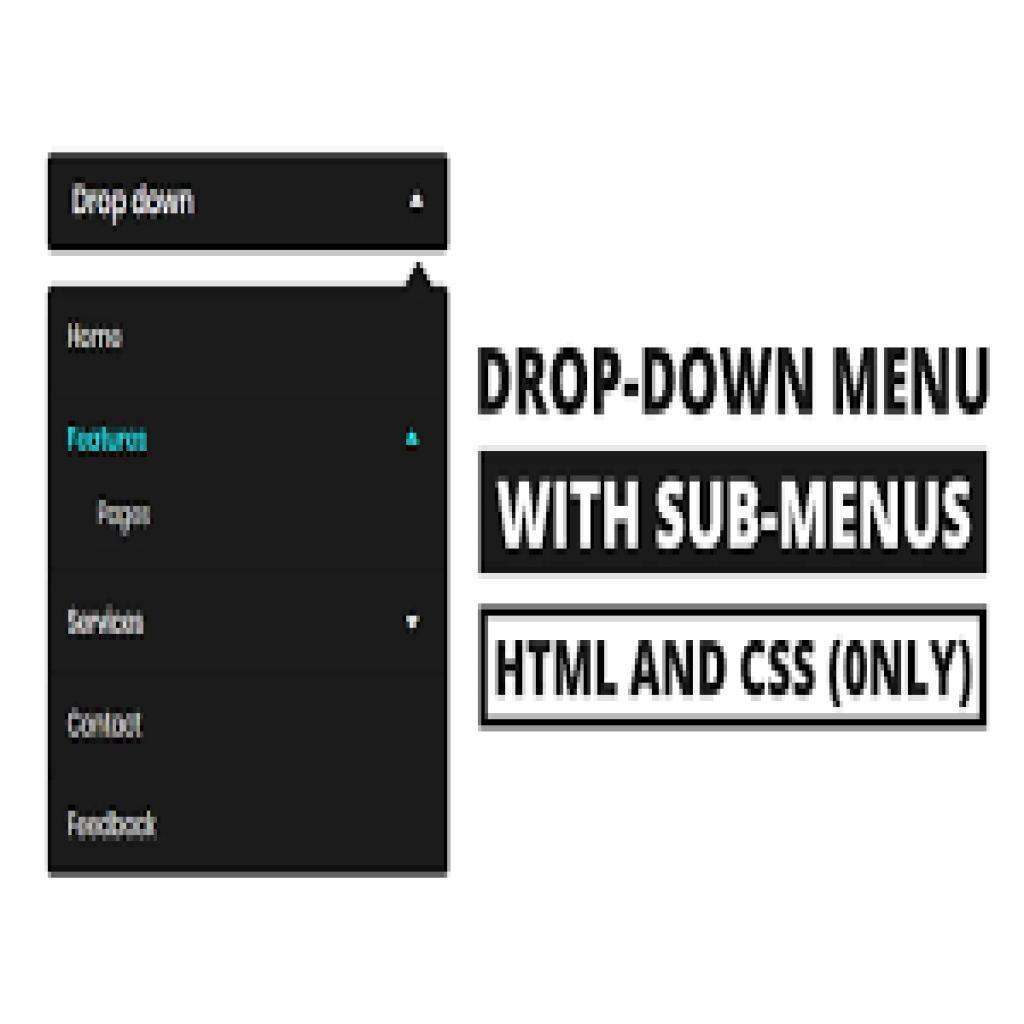 Drop down
Home
Features
Pages
Services
Contact
Feedback
DROP-DOWN MENU
WITH SUB-MENUS
HTML AND CSS (0NLY)